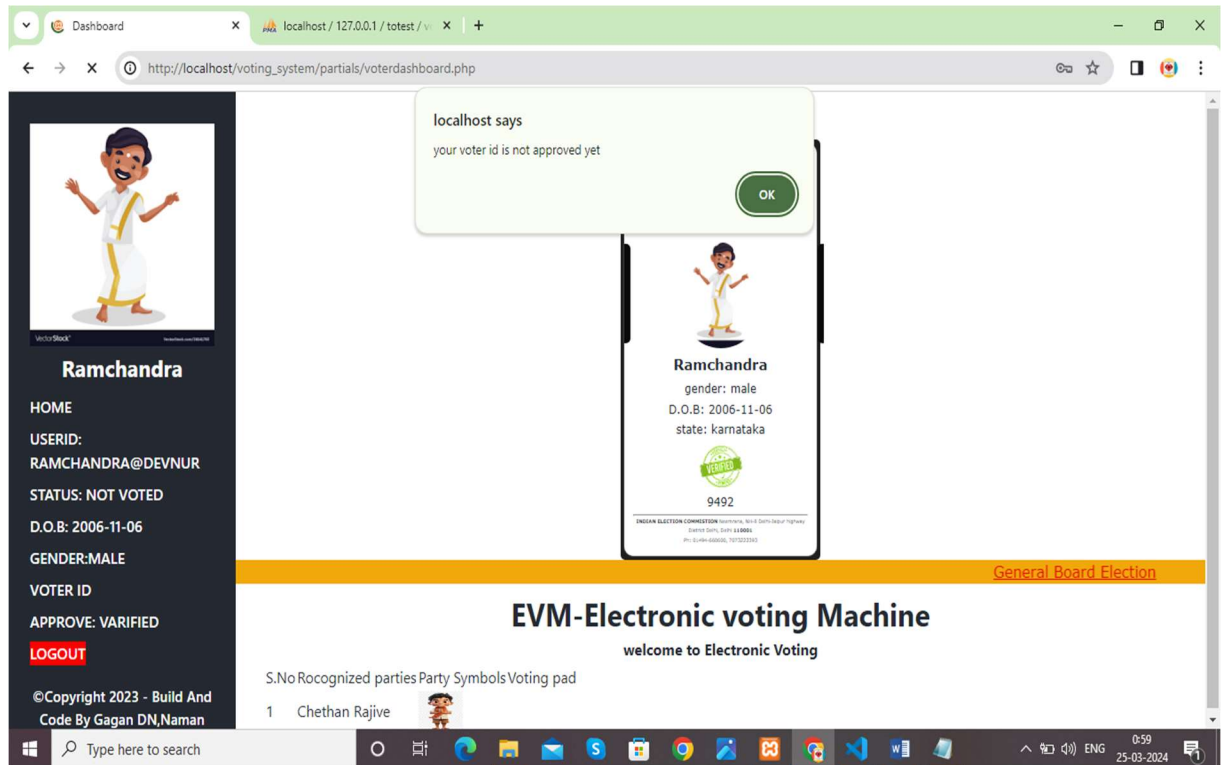 Dashboard
localhost / 127.0.0.1 / totest / v
http://localhost/voting_system/partials/voterdashboard.php
localhost says
your voter id is not approved yet
OK
VectorStock
Ramchandra
HOME
USERID:
RAMCHANDRA@DEVNUR
STATUS: NOT VOTED
D.O.B: 2006-11-06
GENDER:MALE
VOTER ID
APPROVE: VARIFIED
LOGOUT
©Copyright 2023 - Build And
Code By Gagan DN,Naman
Ramchandra
gender: male
D.O.B: 2006-11-06
state: karnataka
VERIFIED
9492
General Board Election
EVM-Electronic voting Machine
welcome to Electronic Voting
S.No Rocognized parties Party Symbols Voting pad
1 Chethan Rajive
Type here to search
ENG
0:59
25-03-2024